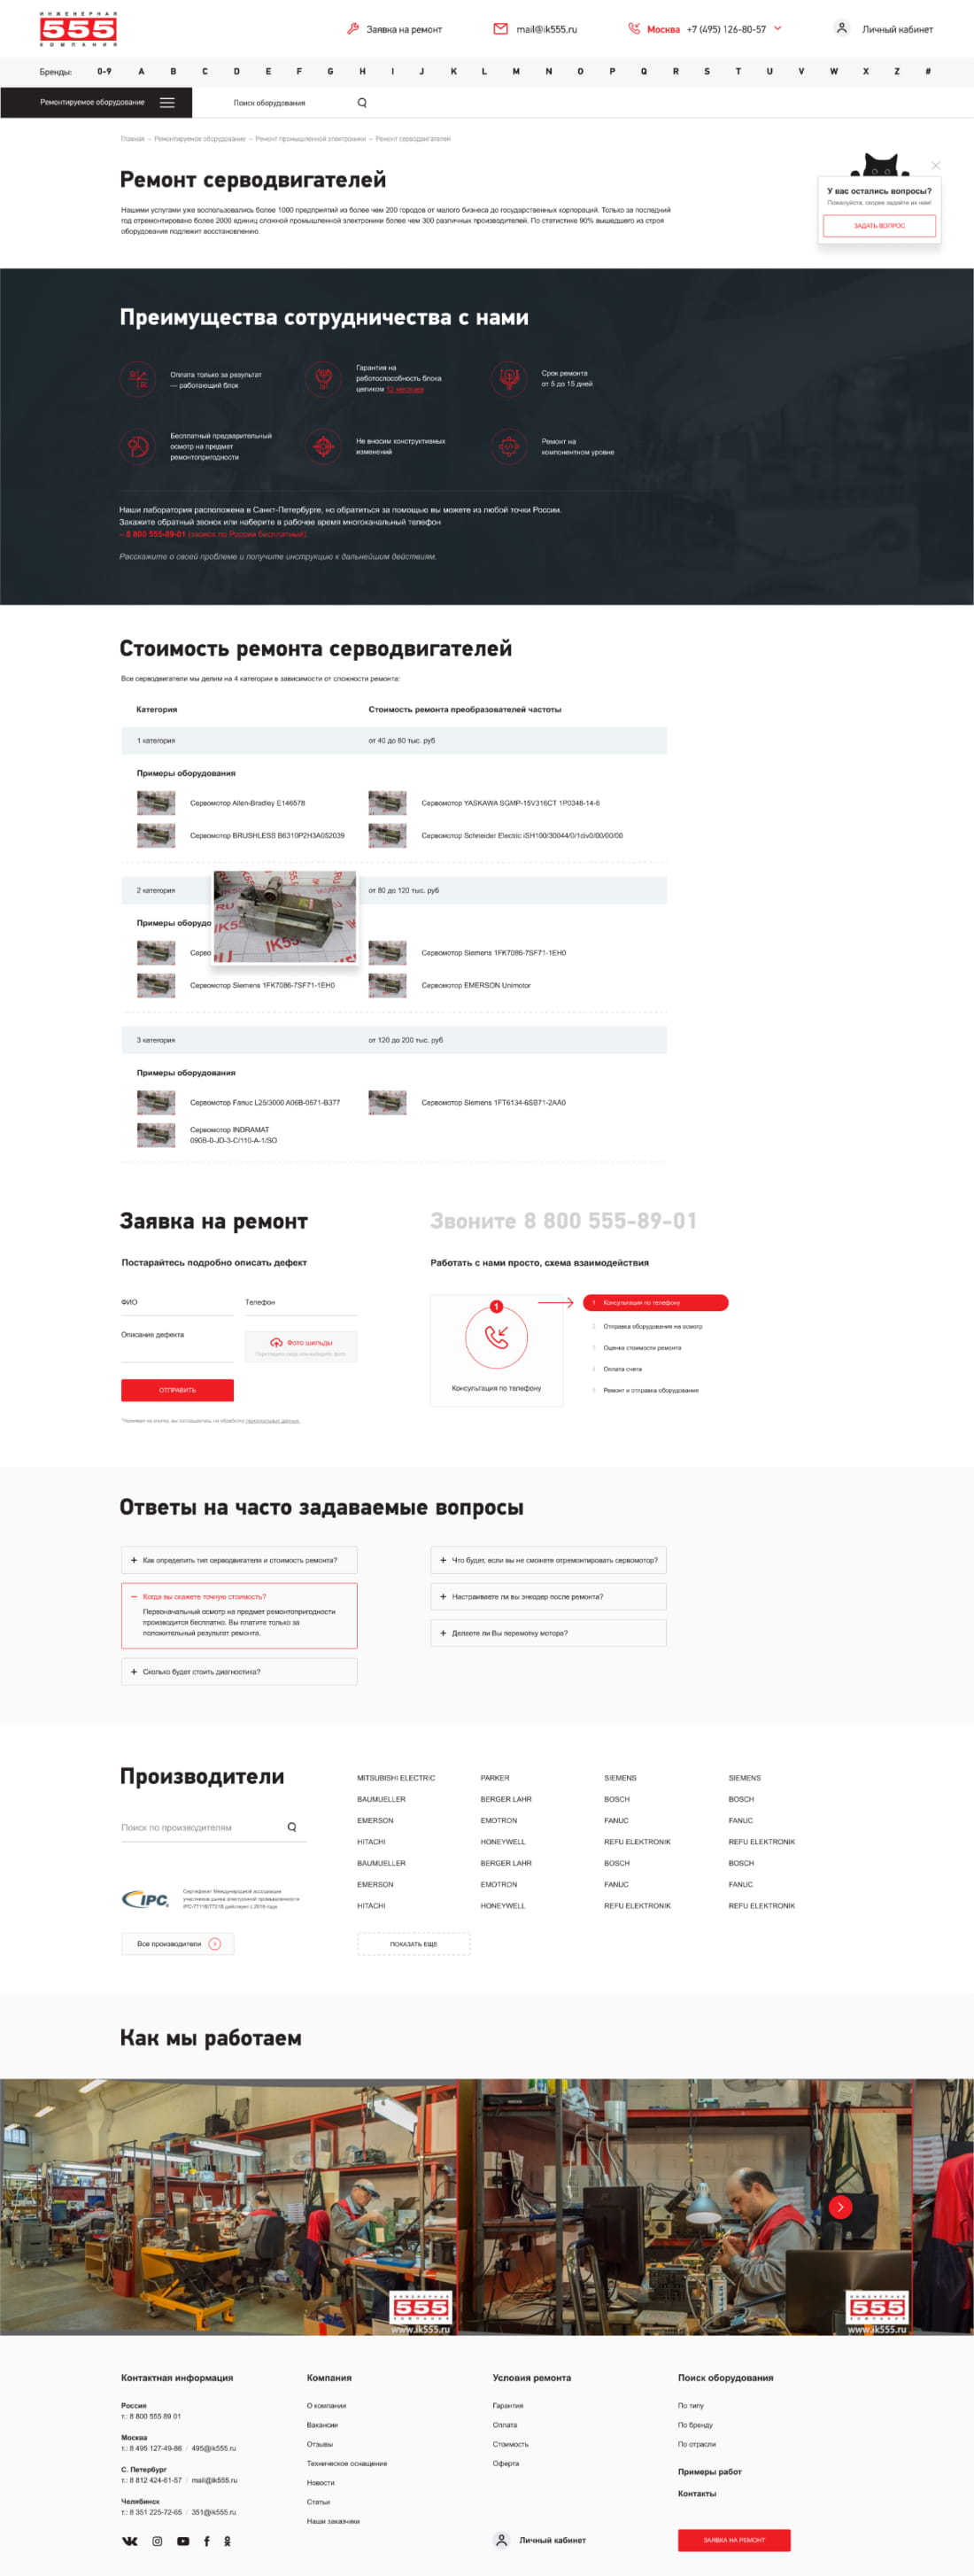 ИНЖЕНЕРНАЯ
555
КОМПАНИЯ
Заявка на ремонт
mail@ik555.ru
Москва +7 (495) 126-80-57
Личный кабинет
Бренды: 0-9 A B C D E F G H I J K L M N O P Q R S T U V W X Z #
Ремонтируемое оборудование
Поиск оборудования
Главная – Ремонтируемое оборудование – Ремонт промышленной электроники – Ремонт серводвигателей
Ремонт серводвигателей
Нашими услугами уже воспользовались более 1000 предприятий из более чем 200 городов от малого бизнеса до государственных корпораций. Только за последний
год отремонтировано более 2000 единиц сложной промышленной электроники более чем 300 различных производителей. По статистике 90% вышедшего из строя
оборудования подлежит восстановлению.
У вас остались вопросы?
Пожалуйста, скорее задайте их нам!
ЗАДАТЬ ВОПРОС
Преимущества сотрудничества с нами
Оплата только за результат
— работающий блок
Гарантия на
работоспособность блока
целиком 12 месяцев
Срок ремонта
от 5 до 15 дней
Бесплатный предварительный
осмотр на предмет
ремонтопригодности
Не вносим конструктивных
изменений
Ремонт на
компонентном уровне
Наши лаборатория расположена в Санкт-Петербурге, но обратиться за помощью вы можете из любой точки России.
Закажите обратный звонок или наберите в рабочее время многоканальный телефон
– 8 800 555-89-01 (звонок по России бесплатный)
Расскажите о своей проблеме и получите инструкцию к дальнейшим действиям.
Стоимость ремонта серводвигателей
Все серводвигатели мы делим на 4 категории в зависимости от сложности ремонта:
Категория
Стоимость ремонта преобразователей частоты
1 категория
от 40 до 80 тыс. руб
Примеры оборудования
Сервомотор Allen-Bradley E146578
Сервомотор YASKAWA SGMP-15V316CT 1P0348-14-6
Сервомотор BRUSHLESS B6310P2H3A052039
Сервомотор Schneider Electric iSH100/30044/0/1div0/00/00/00
2 категория
от 80 до 120 тыс. руб
Примеры оборудо
Серво
Сервомотор Siemens 1FK7086-7SF71-1EH0
Сервомотор Siemens 1FK7086-7SF71-1EH0
Сервомотор EMERSON Unimotor
3 категория
от 120 до 200 тыс. руб
Примеры оборудования
Сервомотор Fanuc L25/3000 A06B-0571-B377
Сервомотор Siemens 1FT6134-6SB71-2AA0
Сервомотор INDRAMAT
090B-0-JD-3-C/110-A-1/SO
Заявка на ремонт
Звоните 8 800 555-89-01
Постарайтесь подробно описать дефект
Работать с нами просто, схема взаимодействия
ФИО
Телефон
Описание дефекта
Фото шильды
ОТПРАВИТЬ
*Нажимая на кнопку, вы соглашаетесь на обработку персональных данных.
1
Консультация по телефону
1 Консультация по телефону
2 Отправка оборудования на осмотр
3 Оценка стоимости ремонта
4 Оплата счета
5 Ремонт и отправка оборудования
Ответы на часто задаваемые вопросы
+ Как определить тип серводвигателя и стоимость ремонта?
+ Что будет, если вы не сможете отремонтировать сервомотор?
– Когда вы скажете точную стоимость?
Первоначальный осмотр на предмет ремонтопригодности
производится бесплатно. Вы платите только за
положительный результат ремонта.
+ Настраиваете ли вы энкодер после ремонта?
+ Делаете ли Вы перемотку мотора?
+ Сколько будет стоить диагностика?
Производители
Поиск по производителям
MITSUBISHI ELECTRIC PARKER SIEMENS SIEMENS
BAUMUELLER BERGER LAHR BOSCH BOSCH
EMERSON EMOTRON FANUC FANUC
HITACHI HONEYWELL REFU ELEKTRONIK REFU ELEKTRONIK
BAUMUELLER BERGER LAHR BOSCH BOSCH
EMERSON EMOTRON FANUC FANUC
HITACHI HONEYWELL REFU ELEKTRONIK REFU ELEKTRONIK
IPC
Сертификат Международной ассоциации
участников рынка электронной промышленности
IPC-7711B/7721B действует с 2016 года
Все производители
ПОКАЗАТЬ ЕЩЕ
Как мы работаем
555
www.ik555.ru
555
www.ik555.ru
Контактная информация
Россия
т.: 8 800 555 89 01
Москва
т.: 8 495 127-49-86 / 495@ik555.ru
С. Петербург
т.: 8 812 424-61-57 / mail@ik555.ru
Челябинск
т.: 8 351 225-72-65 / 351@ik555.ru
Компания
О компании
Вакансии
Отзывы
Техническое оснащение
Новости
Статьи
Наши заказчики
Условия ремонта
Гарантия
Оплата
Стоимость
Оферта
Личный кабинет
Поиск оборудования
По типу
По бренду
По отрасли
Примеры работ
Контакты
ЗАЯВКА НА РЕМОНТ